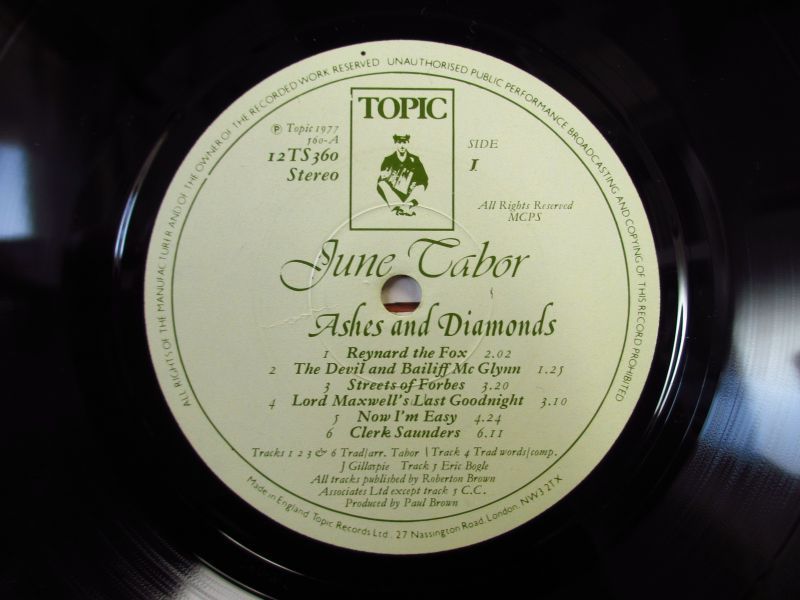 ALL RIGHTS OF THE MANUFACTURER AND OF THE OWNER OF THE RECORDED WORK RESERVED UNAUTHORISED PUBLIC PERFORMANCE BROADCASTING AND COPYING OF THIS RECORD PROHIBITED
TOPIC
Ⓟ Topic 1977
360-A
12TS360
Stereo
SIDE
1
All Rights Reserved
MCPS
June Tabor
Ashes and Diamonds
1 Reynard the Fox 2.02
2 The Devil and Bailiff Mc Glynn 1.25
3 Streets of Forbes 3.20
4 Lord Maxwell's Last Goodnight 3.10
5 Now I'm Easy 4.24
6 Clerk Saunders 6.11
Tracks 1 2 3 & 6 Trad/arr. Tabor \ Track 4 Trad words/comp.
J Gillaspie Track 5 Eric Bogle
All tracks published by Roberton Brown
Associates Ltd except track 5 C.C.
Produced by Paul Brown
Made in England Topic Records Ltd . 27 Nassington Road, London, NW3 2TX